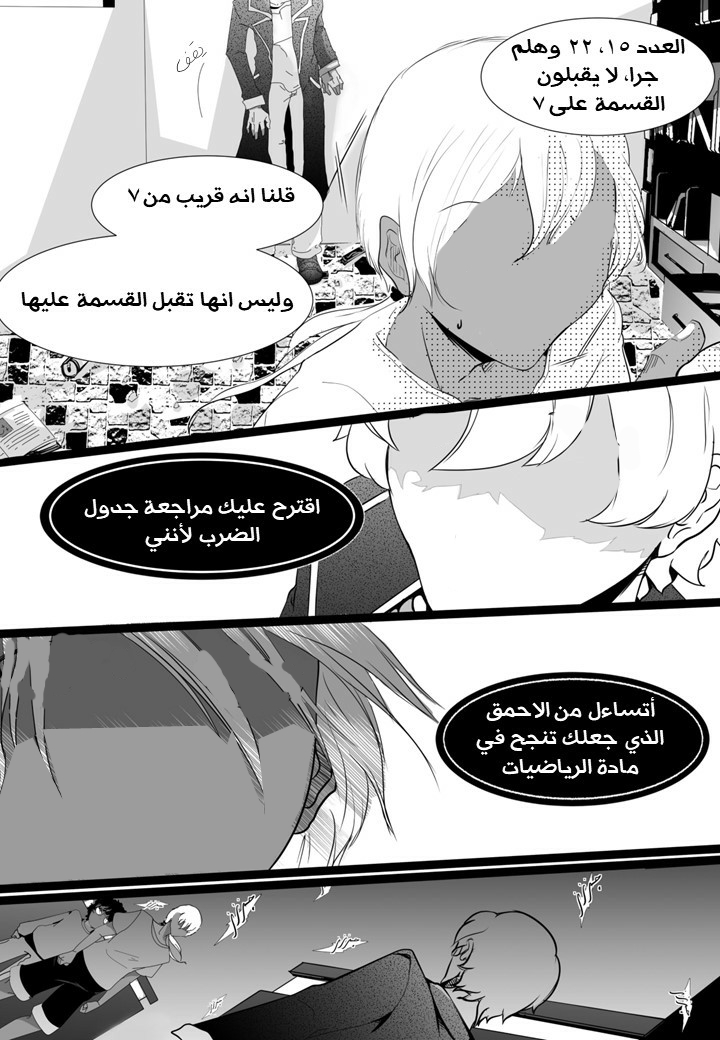 العدد ١٥، ٢٢ وهلم
جرا، لا يقبلون
القسمة على ٧
قلنا انه قريب من ٧
وليس انها تقبل القسمة عليها
اقترح عليك مراجعة جدول
الضرب لأنني
أتساءل من الاحمق
الذي جعلك تنجح في
مادة الرياضيات